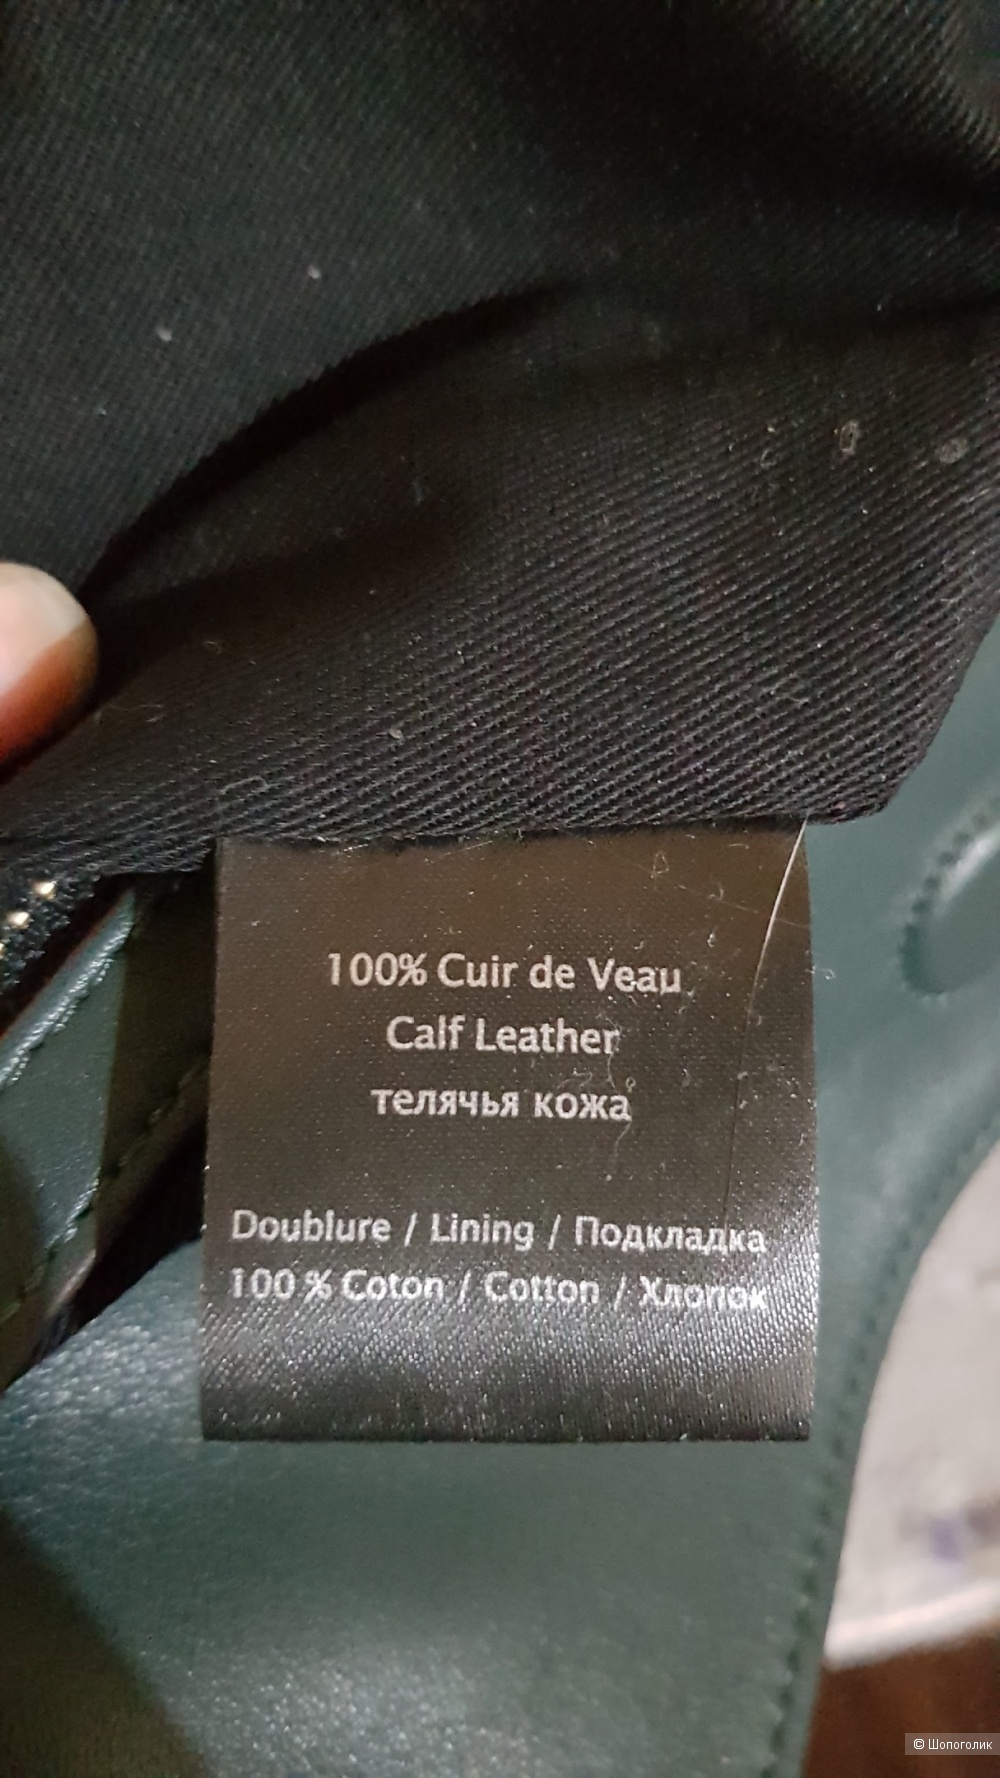 100% Cuir de Veau
Calf Leather
телячья кожа
Doublure / Lining / Подкладка
100 % Coton / Cotton / Хлопок
© Шопоголик